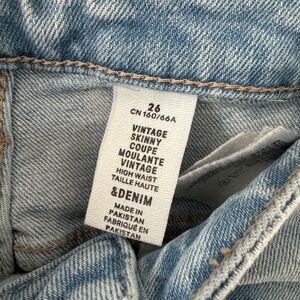 26
CN 160/66A
VINTAGE
SKINNY
COUPE
MOULANTE
VINTAGE
HIGH WAIST
TAILLE HAUTE
&DENIM
MADE IN
PAKISTAN
FABRIQUÉ EN
PAKISTAN